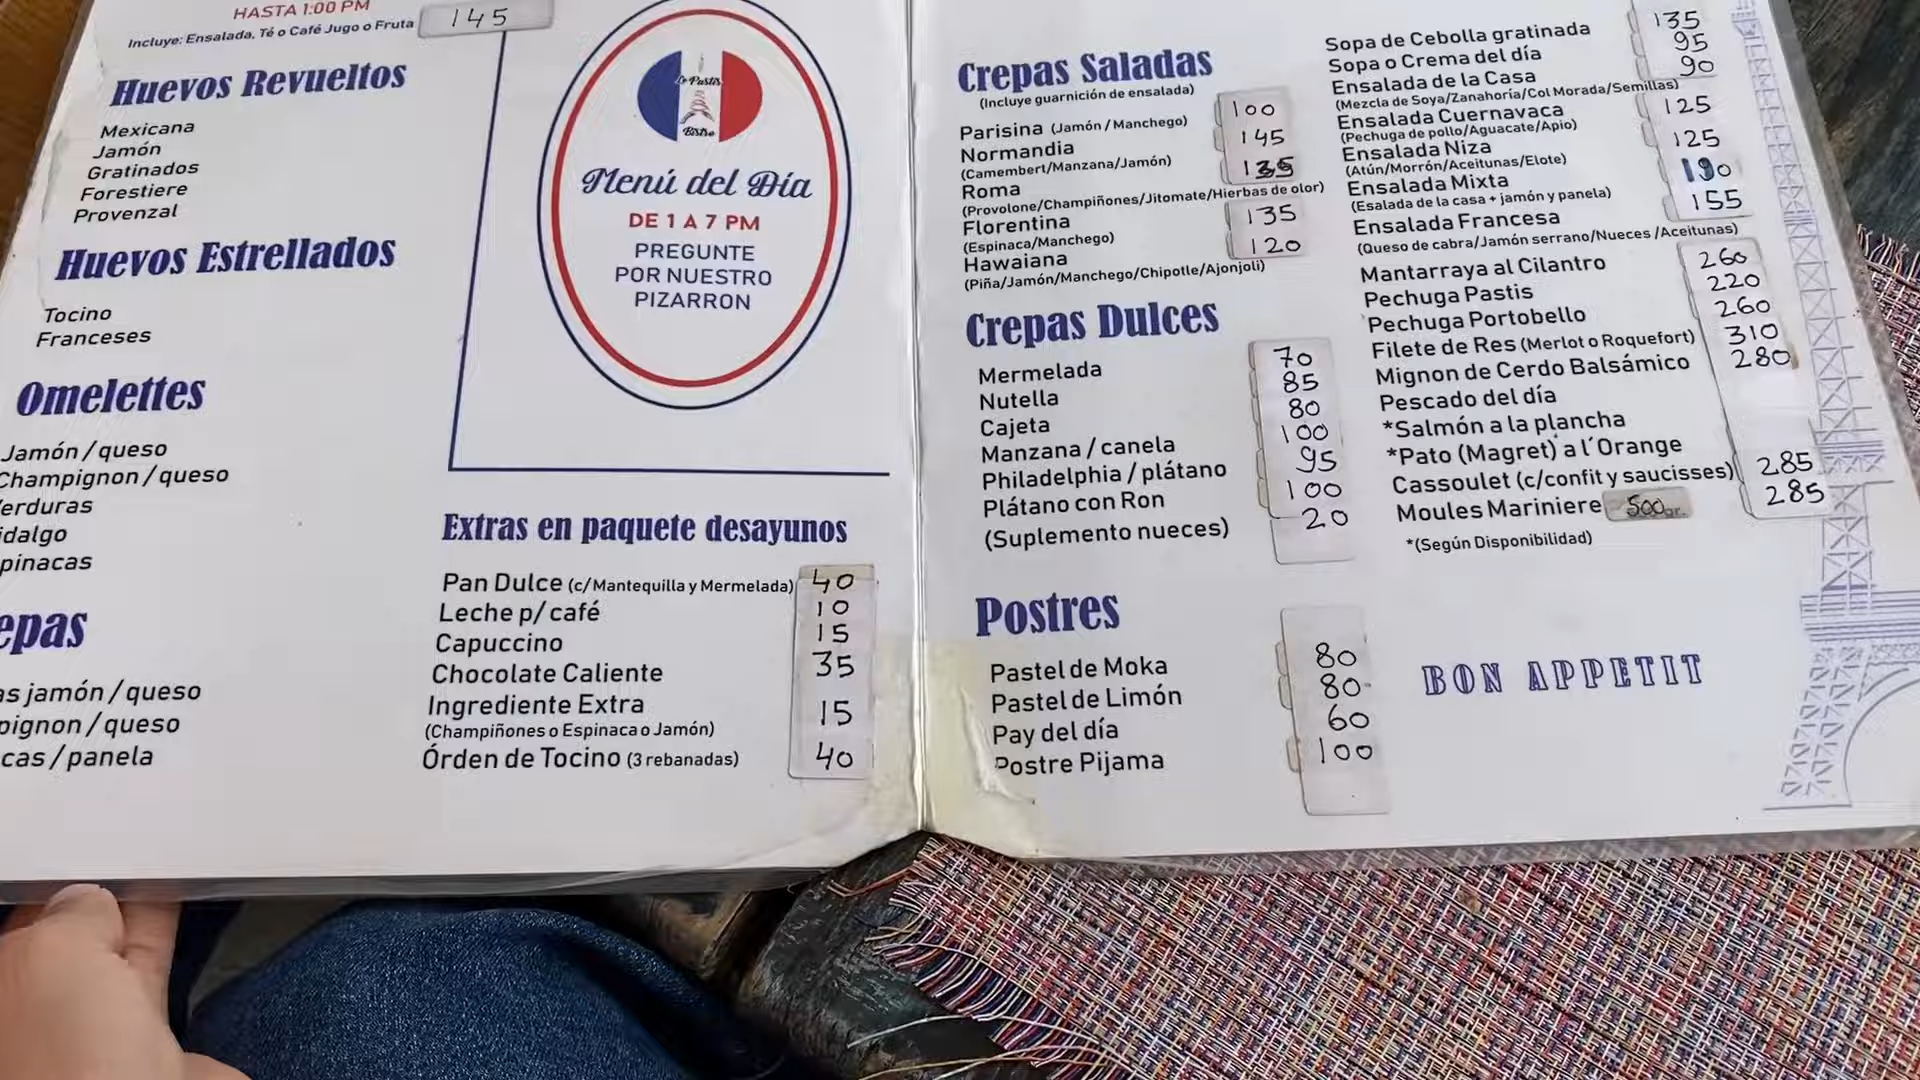 HASTA 1:00 PM
Incluye: Ensalada, Té o Café Jugo o Fruta 145
Huevos Revueltos
Mexicana
Jamón
Gratinados
Forestiere
Provenzal
Huevos Estrellados
Tocino
Franceses
Omelettes
Jamón / queso
Champignon / queso
erduras
idalgo
pinacas
epas
as jamón / queso
pignon / queso
cas / panela
Le Pastis
Bistro
Menú del Día
DE 1 A 7 PM
PREGUNTE
POR NUESTRO
PIZARRON
Extras en paquete desayunos
Pan Dulce (c/Mantequilla y Mermelada) 40
Leche p/ café 10
Capuccino 15
Chocolate Caliente 35
Ingrediente Extra 15
(Champiñones o Espinaca o Jamón)
Órden de Tocino (3 rebanadas) 40
Crepas Saladas
(Incluye guarnición de ensalada)
Parisina (Jamón / Manchego) 100
Normandia 145
(Camembert/Manzana/Jamón)
Roma 135
(Provolone/Champiñones/Jitomate/Hierbas de olor)
Florentina 135
(Espinaca/Manchego)
Hawaiana 120
(Piña/Jamón/Manchego/Chipotle/Ajonjoli)
Crepas Dulces
Mermelada 70
Nutella 85
Cajeta 80
Manzana / canela 100
Philadelphia / plátano 95
Plátano con Ron 100
(Suplemento nueces) 20
Postres
Pastel de Moka 80
Pastel de Limón 80
Pay del día 60
Postre Pijama 100
Sopa de Cebolla gratinada 135
Sopa o Crema del día 95
Ensalada de la Casa 90
(Mezcla de Soya/Zanahoría/Col Morada/Semillas)
Ensalada Cuernavaca 125
(Pechuga de pollo/Aguacate/Apio)
Ensalada Niza 125
(Atún/Morrón/Aceitunas/Elote)
Ensalada Mixta
(Esalada de la casa + jamón y panela)
Ensalada Francesa 155
(Queso de cabra/Jamón serrano/Nueces /Aceitunas)
Mantarraya al Cilantro 260
Pechuga Pastis 220
Pechuga Portobello 260
Filete de Res (Merlot o Roquefort) 310
Mignon de Cerdo Balsámico 280
Pescado del día
*Salmón a la plancha
*Pato (Magret) a l´Orange
Cassoulet (c/confit y saucisses) 285
Moules Mariniere 500gr. 285
*(Según Disponibilidad)
BON APPETIT